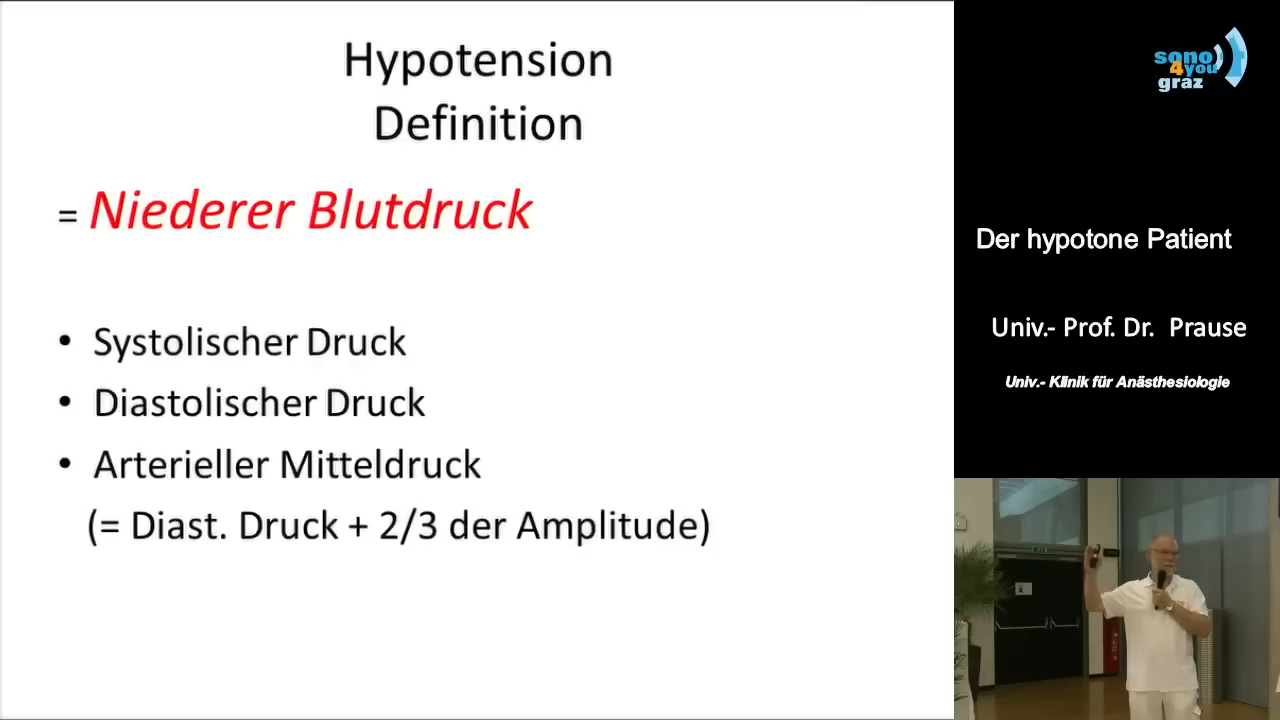 Hypotension
Definition
= Niederer Blutdruck
• Systolischer Druck
• Diastolischer Druck
• Arterieller Mitteldruck
(= Diast. Druck + 2/3 der Amplitude)
sono
4you
graz
Der hypotone Patient
Univ.- Prof. Dr. Prause
Univ.- Klinik für Anästhesiologie